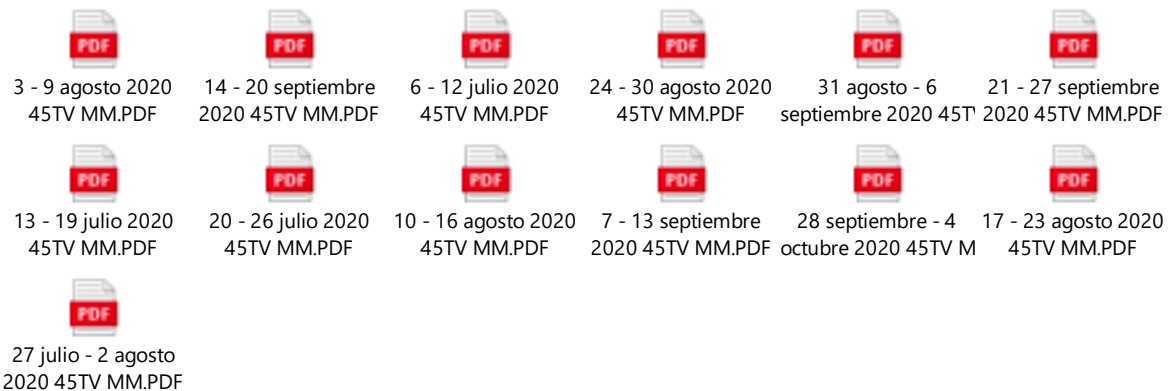 PDF
PDF
PDF
PDF
PDF
PDF
3 - 9 agosto 2020
45TV MM.PDF
14 - 20 septiembre
2020 45TV MM.PDF
6 - 12 julio 2020
45TV MM.PDF
24 - 30 agosto 2020
45TV MM.PDF
31 agosto - 6
septiembre 2020 45T
21 - 27 septiembre
2020 45TV MM.PDF
PDF
PDF
PDF
PDF
PDF
PDF
13 - 19 julio 2020
45TV MM.PDF
20 - 26 julio 2020
45TV MM.PDF
10 - 16 agosto 2020
45TV MM.PDF
7 - 13 septiembre
2020 45TV MM.PDF
28 septiembre - 4
octubre 2020 45TV M
17 - 23 agosto 2020
45TV MM.PDF
PDF
27 julio - 2 agosto
2020 45TV MM.PDF